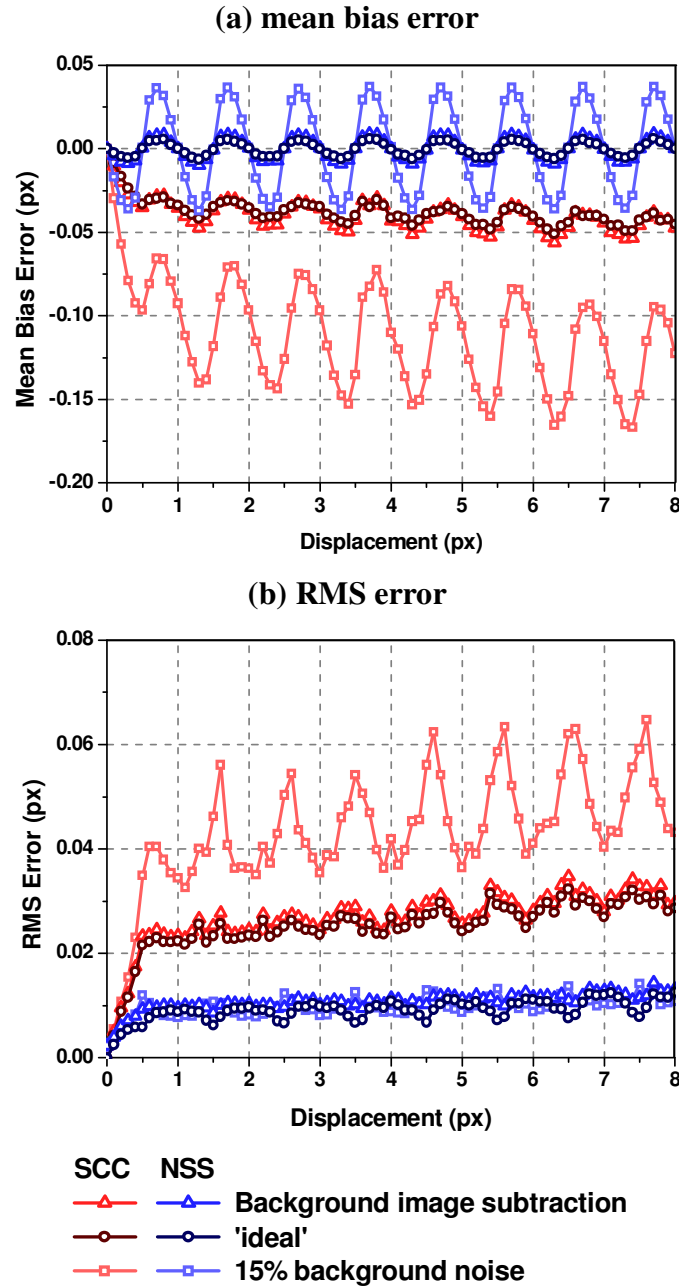 (a) mean bias error
0.05
0.00
-0.05
-0.10
-0.15
-0.20
Mean Bias Error (px)
0 1 2 3 4 5 6 7 8
Displacement (px)
(b) RMS error
0.08
0.06
0.04
0.02
0.00
RMS Error (px)
0 1 2 3 4 5 6 7 8
Displacement (px)
SCC NSS
Background image subtraction
'ideal'
15% background noise